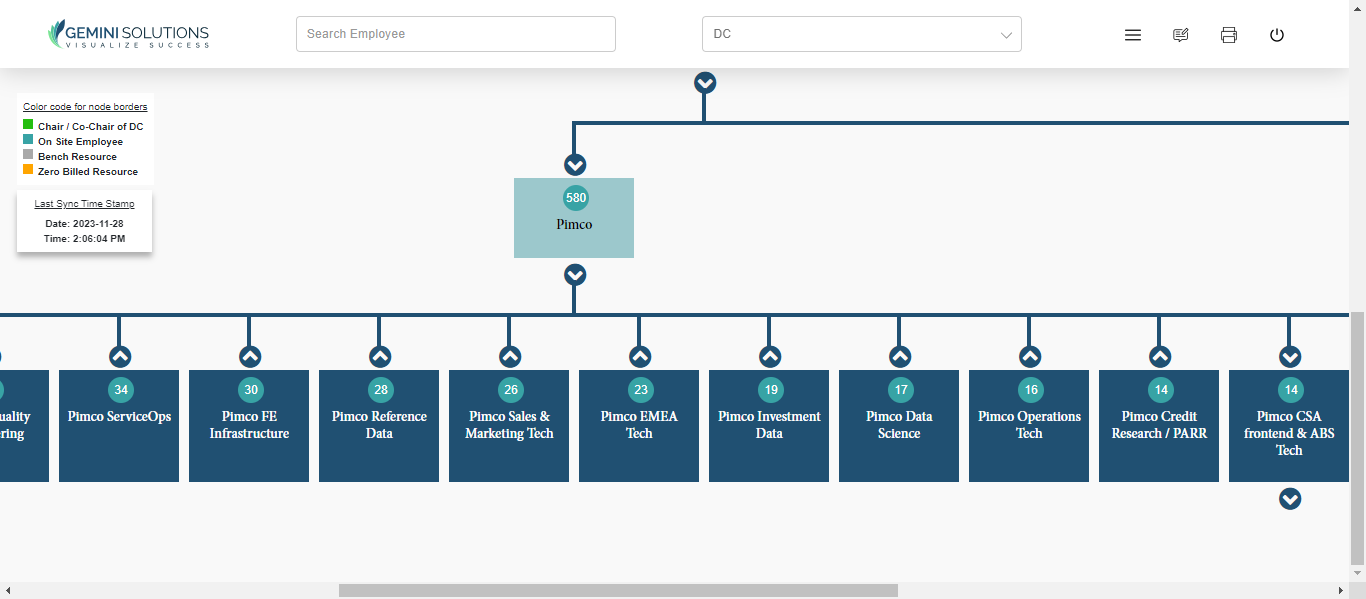 GEMINI SOLUTIONS
VISUALIZE SUCCESS
Search Employee
DC
Color code for node borders
Chair / Co-Chair of DC
On Site Employee
Bench Resource
Zero Billed Resource
Last Sync Time Stamp
Date: 2023-11-28
Time: 2:06:04 PM
580
Pimco
34
Pimco ServiceOps
30
Pimco FE
Infrastructure
28
Pimco Reference
Data
26
Pimco Sales &
Marketing Tech
23
Pimco EMEA
Tech
19
Pimco Investment
Data
17
Pimco Data
Science
16
Pimco Operations
Tech
14
Pimco Credit
Research / PARR
14
Pimco CSA
frontend & ABS
Tech